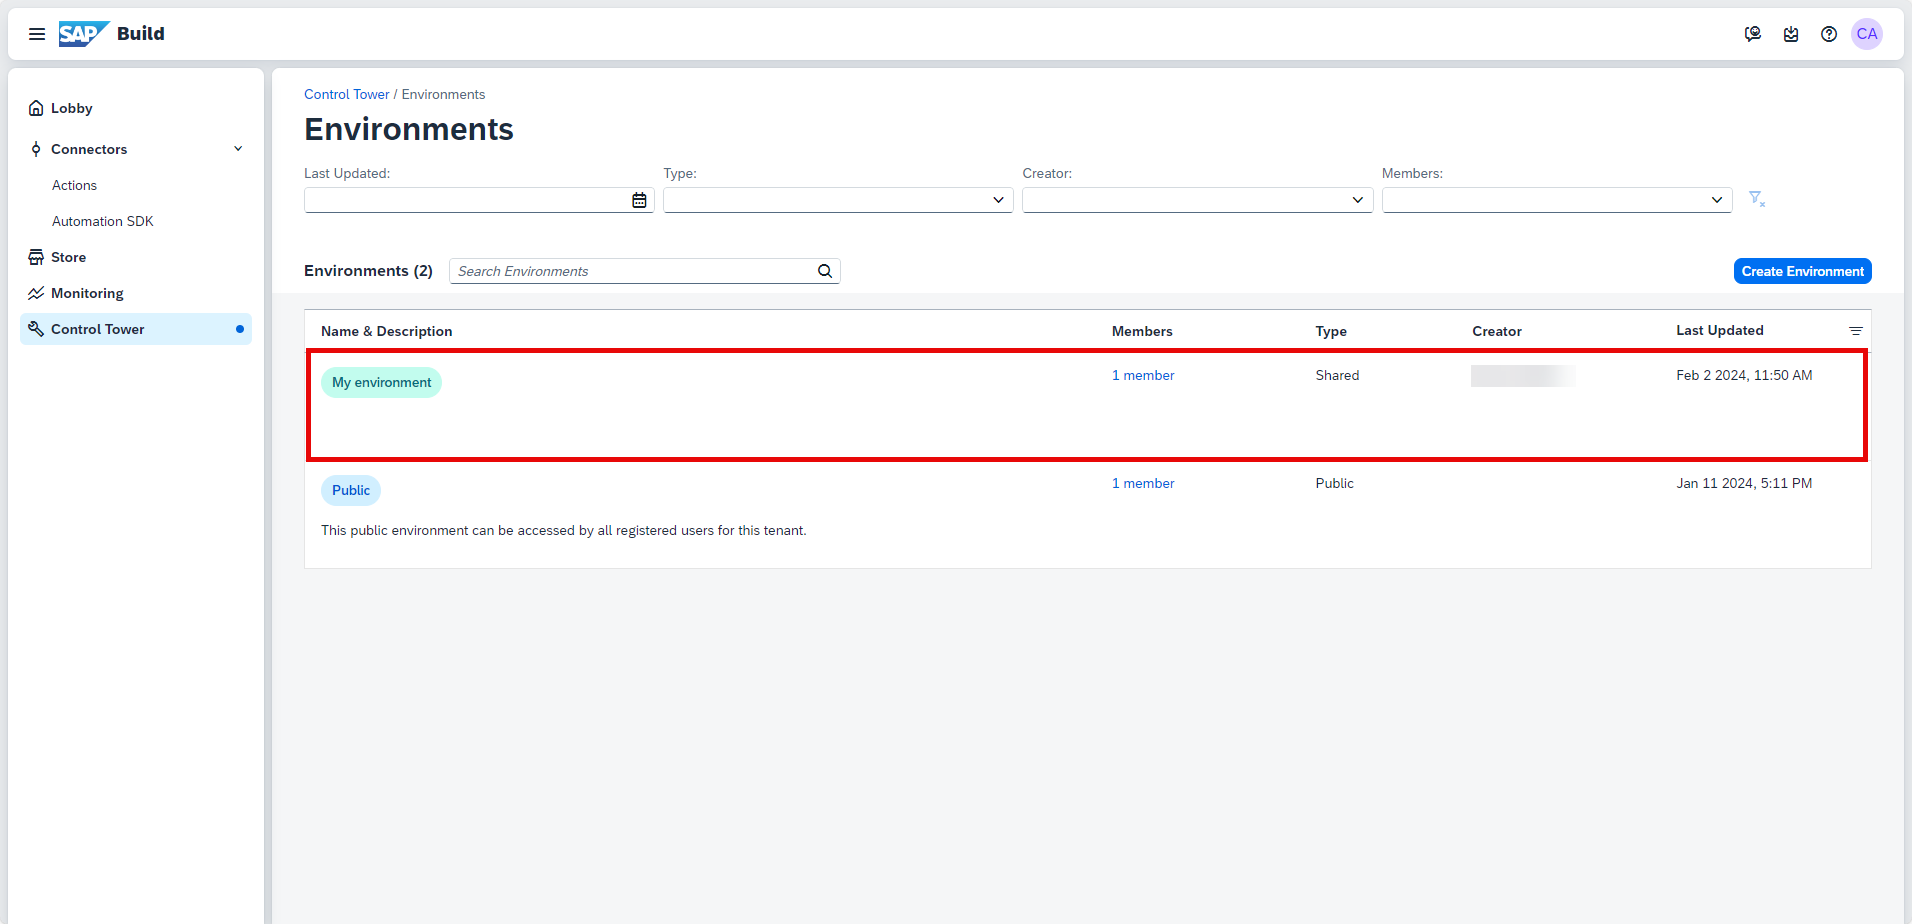 SAP Build
CA
Lobby
Connectors
Actions
Automation SDK
Store
Monitoring
Control Tower
Control Tower / Environments
Environments
Last Updated:
Type:
Creator:
Members:
Environments (2)
Search Environments
Create Environment
Name & Description Members Type Creator Last Updated
My environment 1 member Shared Feb 2 2024, 11:50 AM
Public 1 member Public Jan 11 2024, 5:11 PM
This public environment can be accessed by all registered users for this tenant.